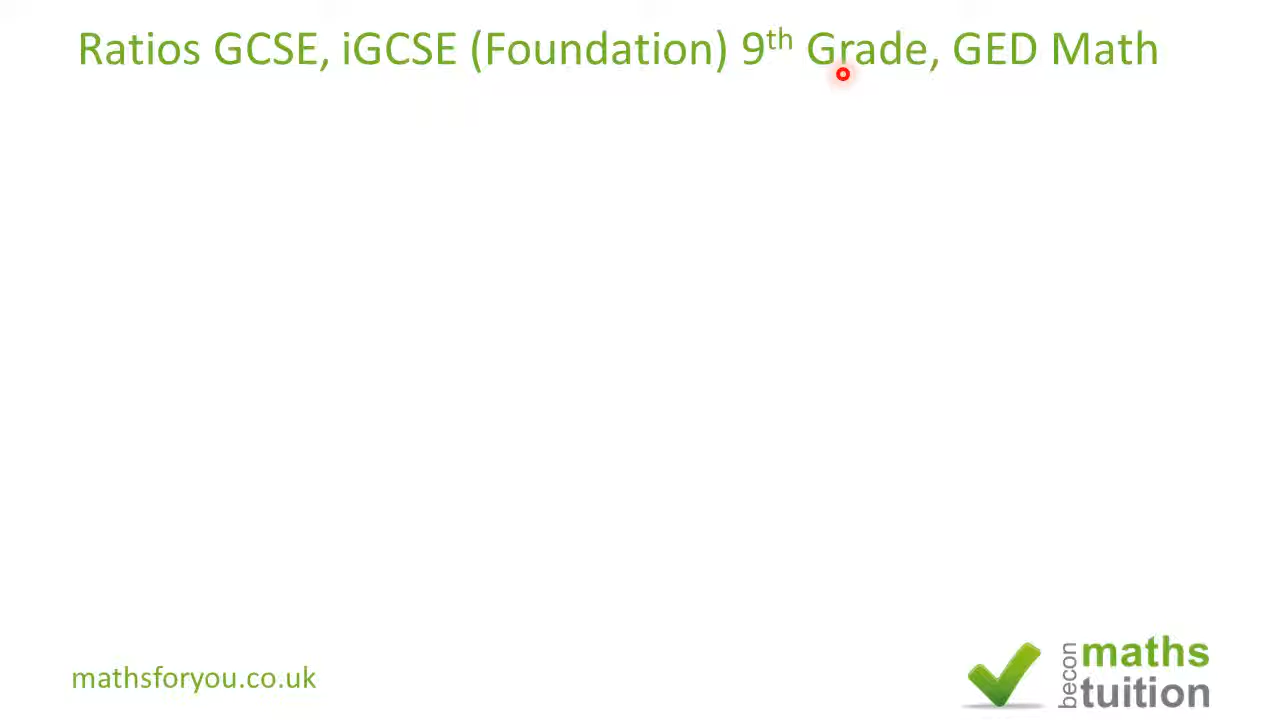 Ratios GCSE, iGCSE (Foundation) 9th Grade, GED Math
mathsforyou.co.uk
becon
maths
tuition